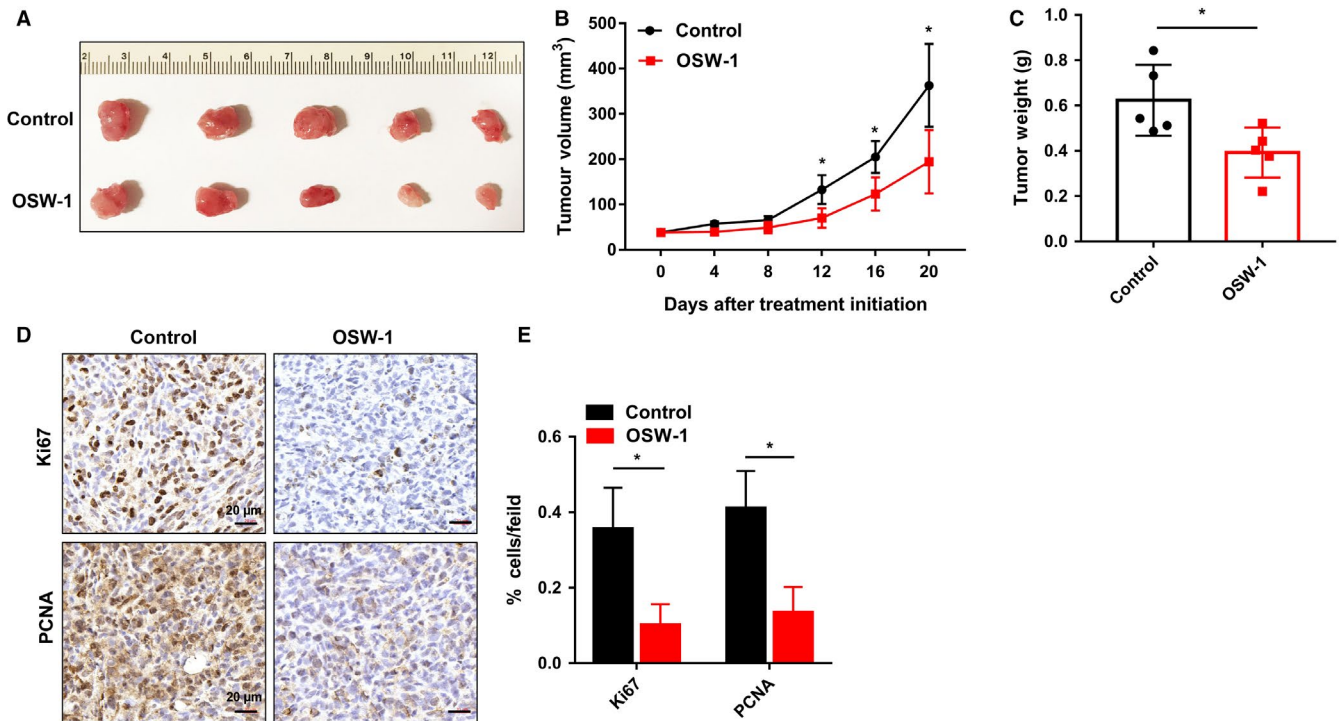 A
2 3 4 5 6 7 8 9 10 11 12
Control
OSW-1
B
Control
OSW-1
Tumour volume (mm³)
500
400
300
200
100
0
* * *
0 4 8 12 16 20
Days after treatment initiation
C
Tumor weight (g)
1.0
0.8
0.6
0.4
0.2
0.0
*
Control
OSW-1
D
Control OSW-1
Ki67
20 µm
PCNA
20 µm
E
Control
OSW-1
% cells/feild
0.6
0.4
0.2
0.0
* *
Ki67
PCNA